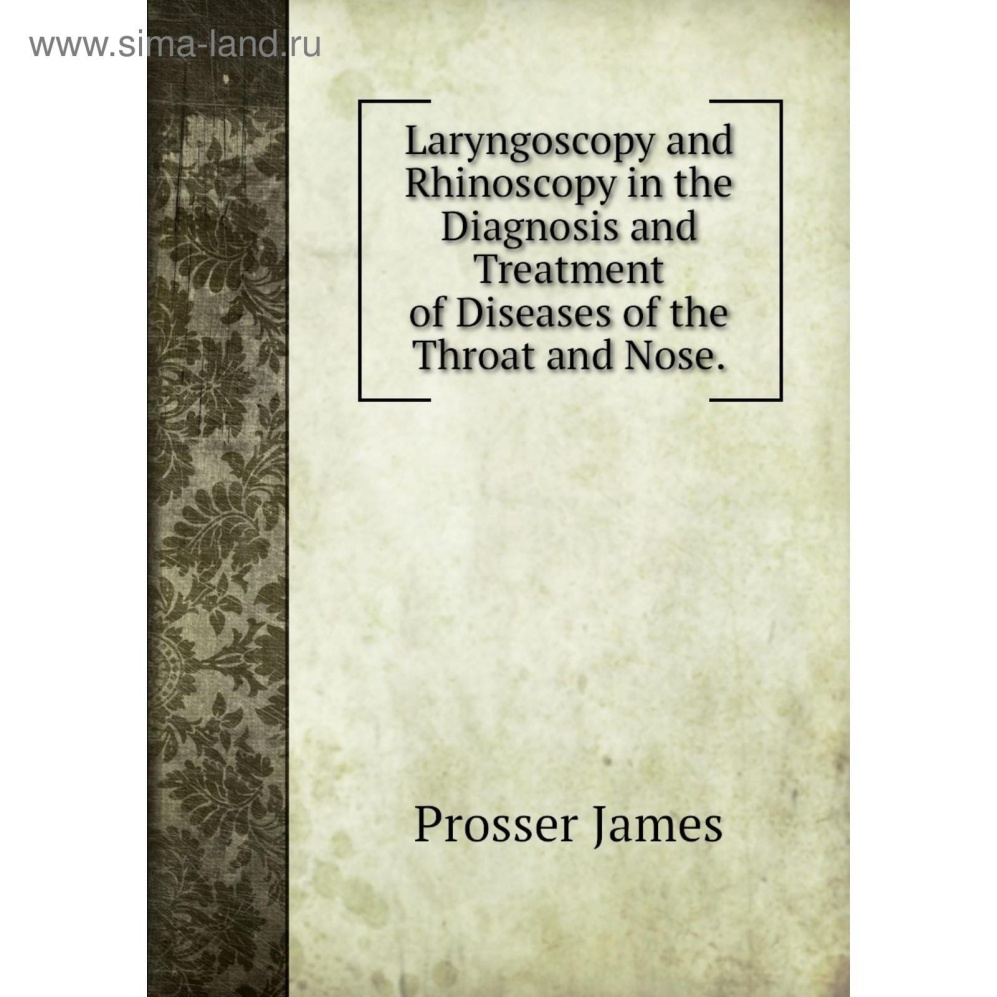 www.sima-land.ru
Laryngoscopy and
Rhinoscopy in the
Diagnosis and
Treatment
of Diseases of the
Throat and Nose.
Prosser James